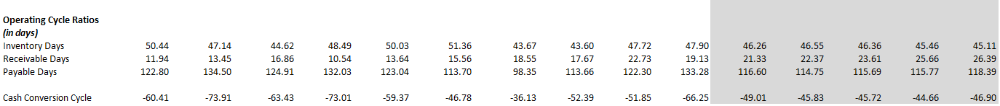 Operating Cycle Ratios
(in days)
Inventory Days 50.44 47.14 44.62 48.49 50.03 51.36 43.67 43.60 47.72 47.90 46.26 46.55 46.36 45.46 45.11
Receivable Days 11.94 13.45 16.86 10.54 13.64 15.56 18.55 17.67 22.73 19.13 21.33 22.37 23.61 25.66 26.39
Payable Days 122.80 134.50 124.91 132.03 123.04 113.70 98.35 113.66 122.30 133.28 116.60 114.75 115.69 115.77 118.39
Cash Conversion Cycle -60.41 -73.91 -63.43 -73.01 -59.37 -46.78 -36.13 -52.39 -51.85 -66.25 -49.01 -45.83 -45.72 -44.66 -46.90